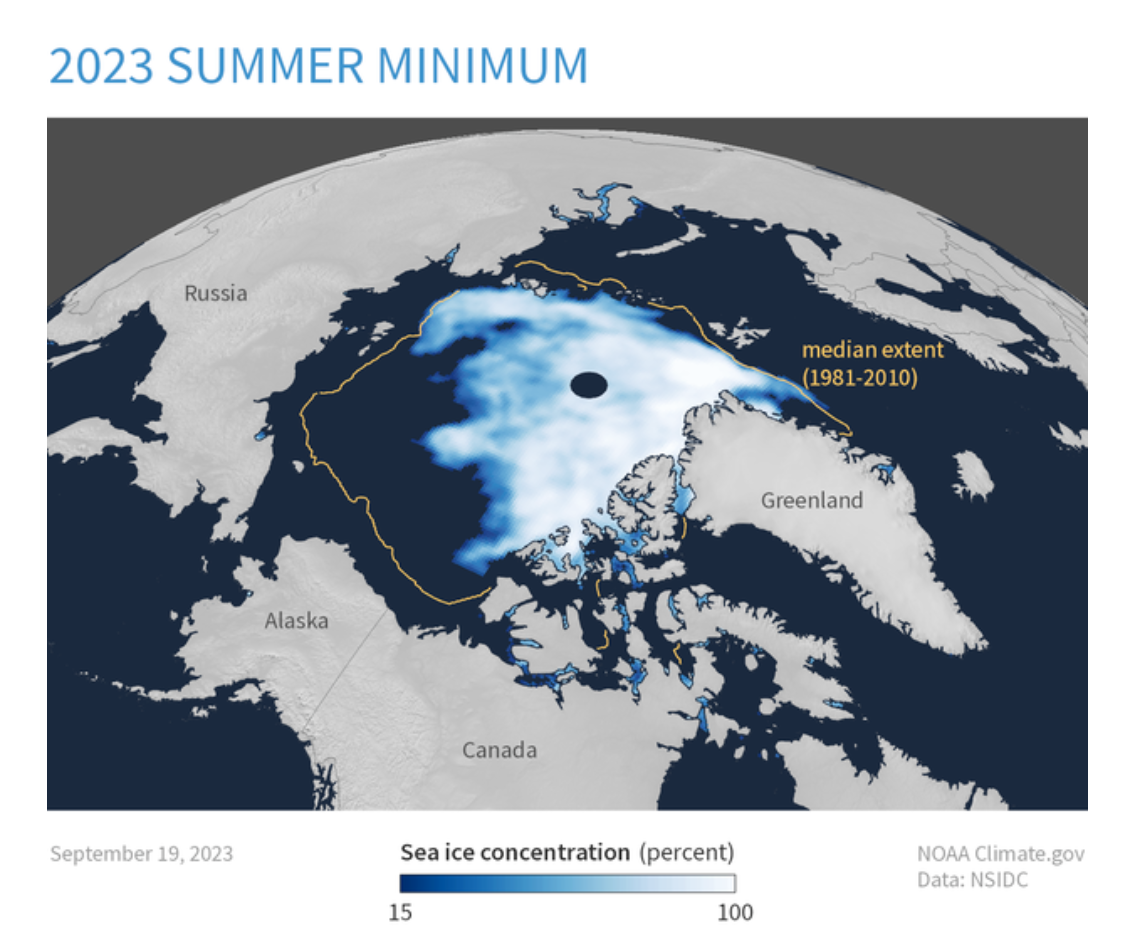 2023 SUMMER MINIMUM
Russia
median extent
(1981-2010)
Greenland
Alaska
Canada
September 19, 2023
Sea ice concentration (percent)
15 100
NOAA Climate.gov
Data: NSIDC